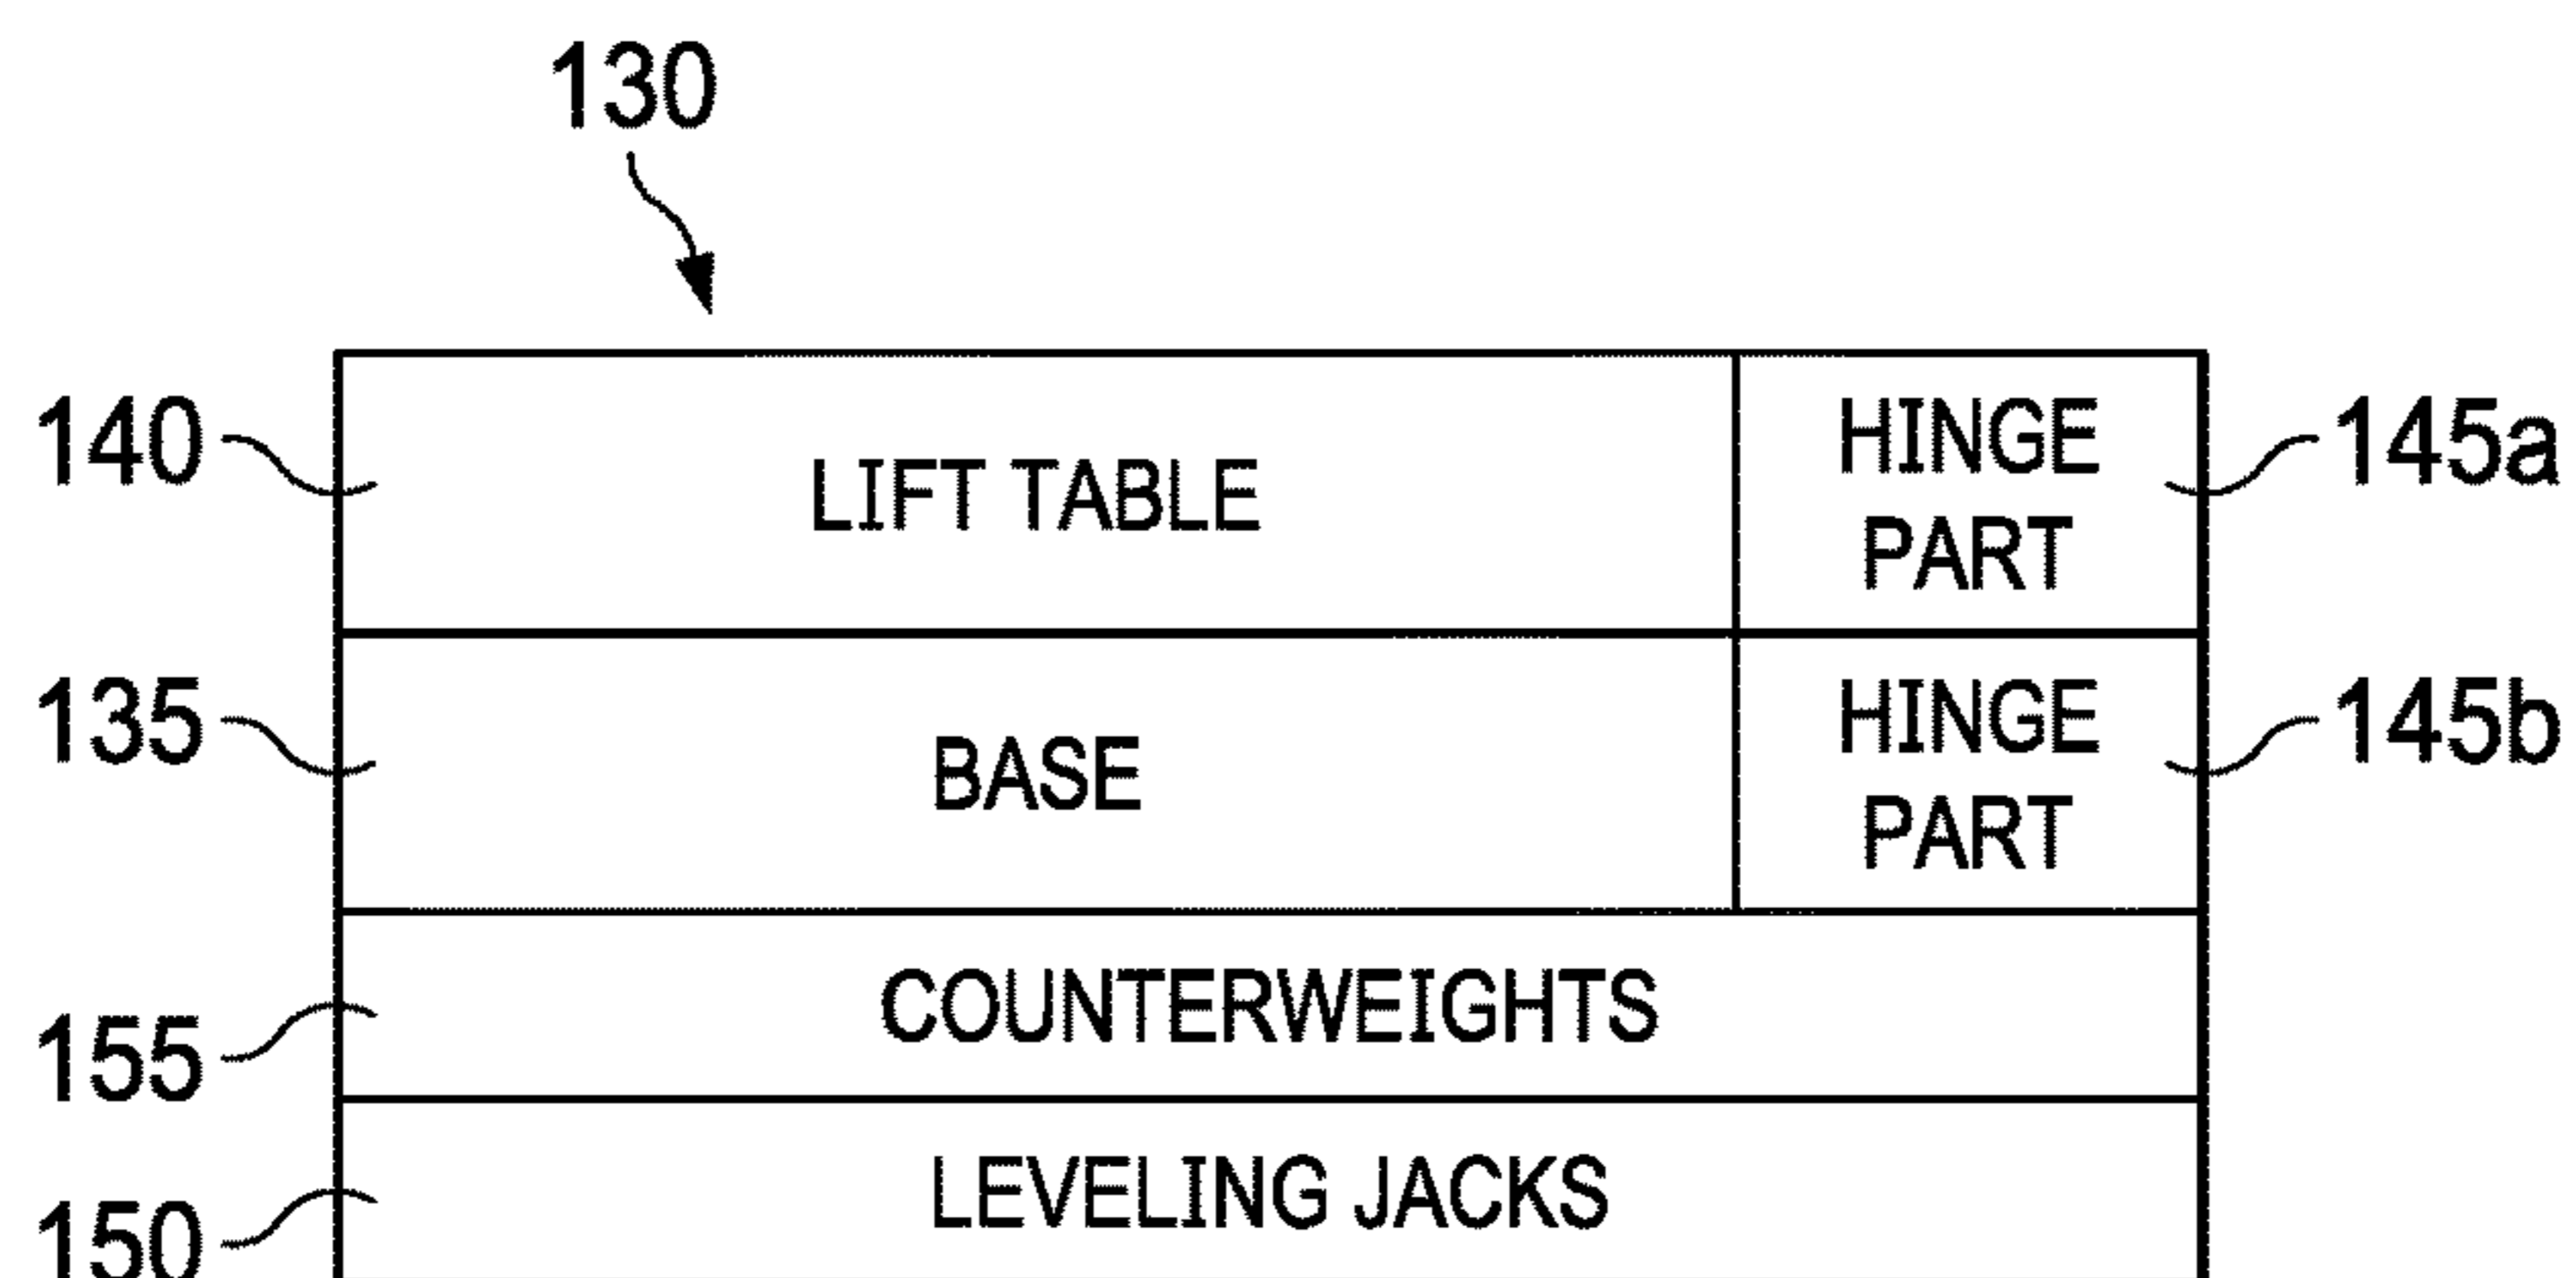 130
140
LIFT TABLE
HINGE
PART
145a
135
BASE
HINGE
PART
145b
155
COUNTERWEIGHTS
150
LEVELING JACKS